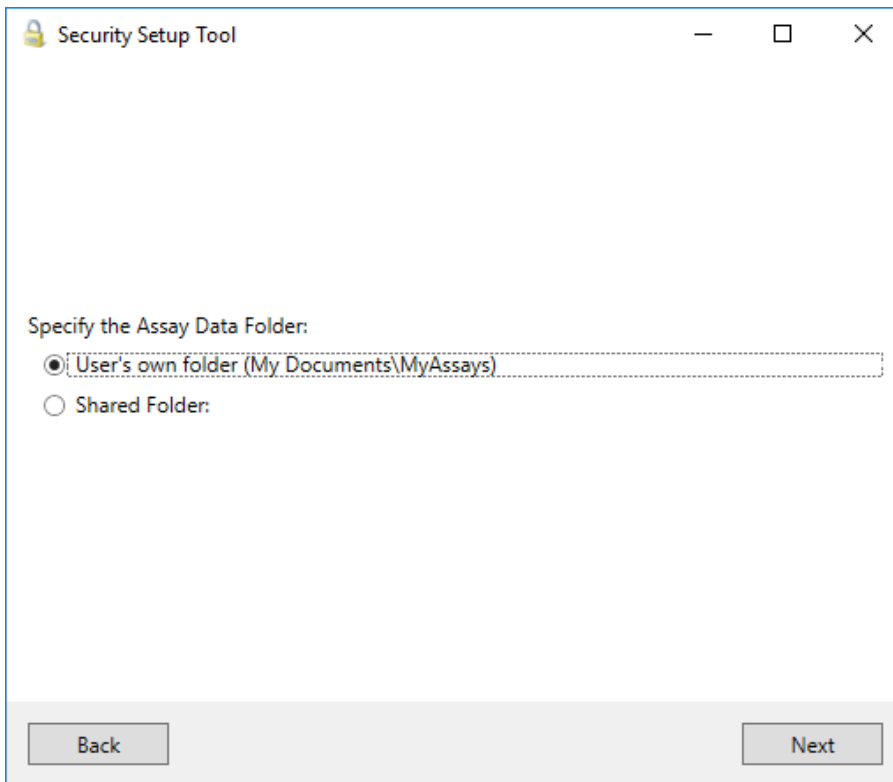 Security Setup Tool
Specify the Assay Data Folder:
User's own folder (My Documents\MyAssays)
Shared Folder:
Back
Next